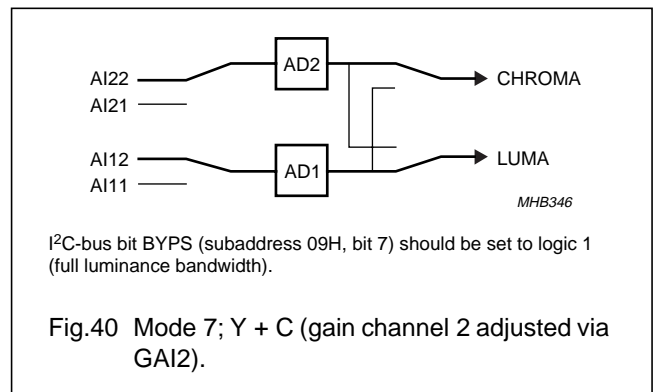 AI22
AI21
AD2
CHROMA
AI12
AI11
AD1
LUMA
MHB346
I²C-bus bit BYPS (subaddress 09H, bit 7) should be set to logic 1
(full luminance bandwidth).
Fig.40 Mode 7; Y + C (gain channel 2 adjusted via
GAI2).